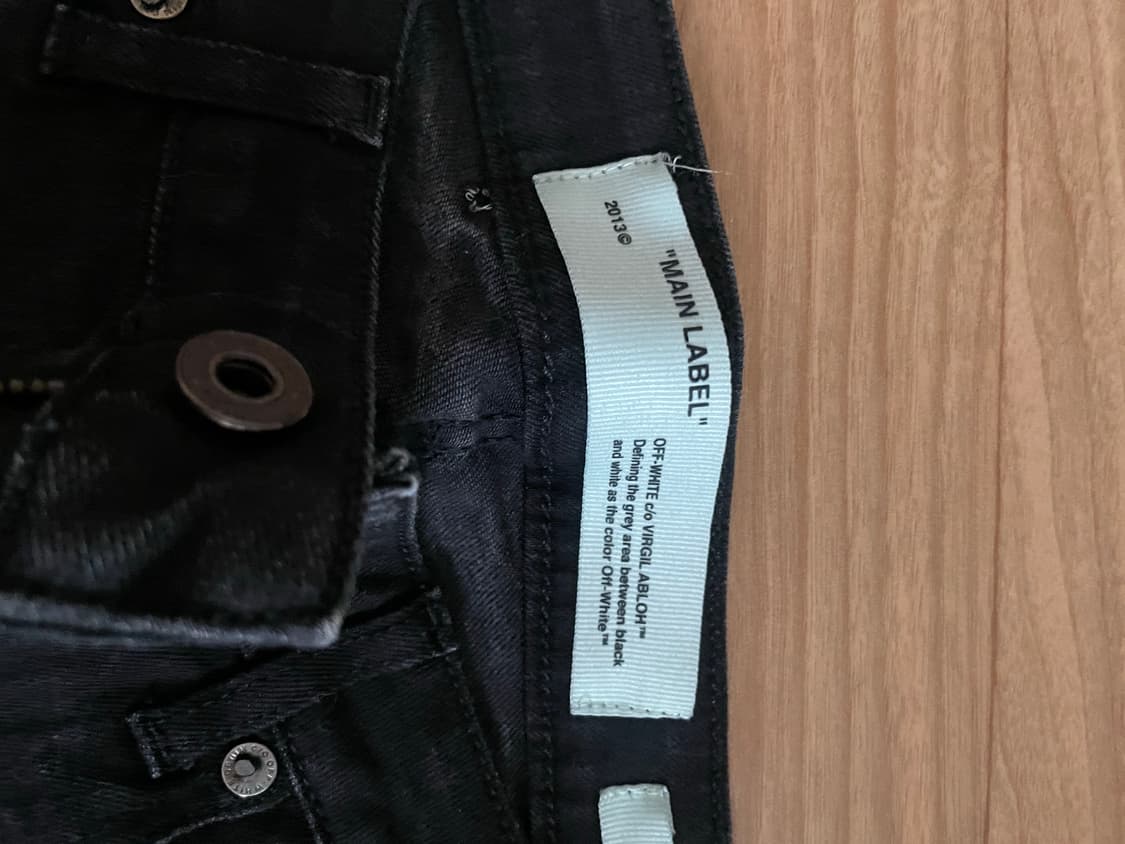 2013©
"MAIN LABEL"
OFF-WHITE c/o VIRGIL ABLOH™
Defining the grey area between black
and white as the color Off-White™